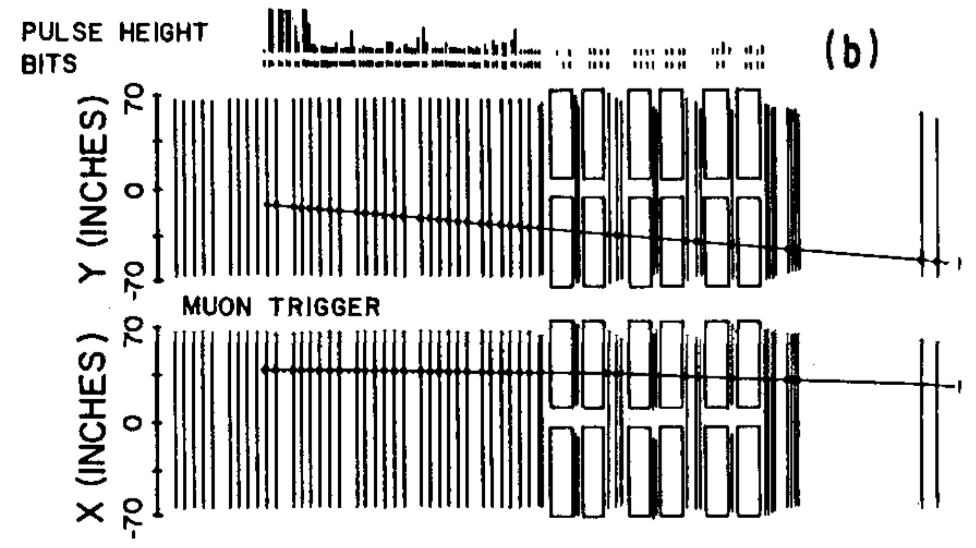 PULSE HEIGHT
BITS
(b)
Y (INCHES)
70
0
-70
MUON TRIGGER
X (INCHES)
70
0
-70